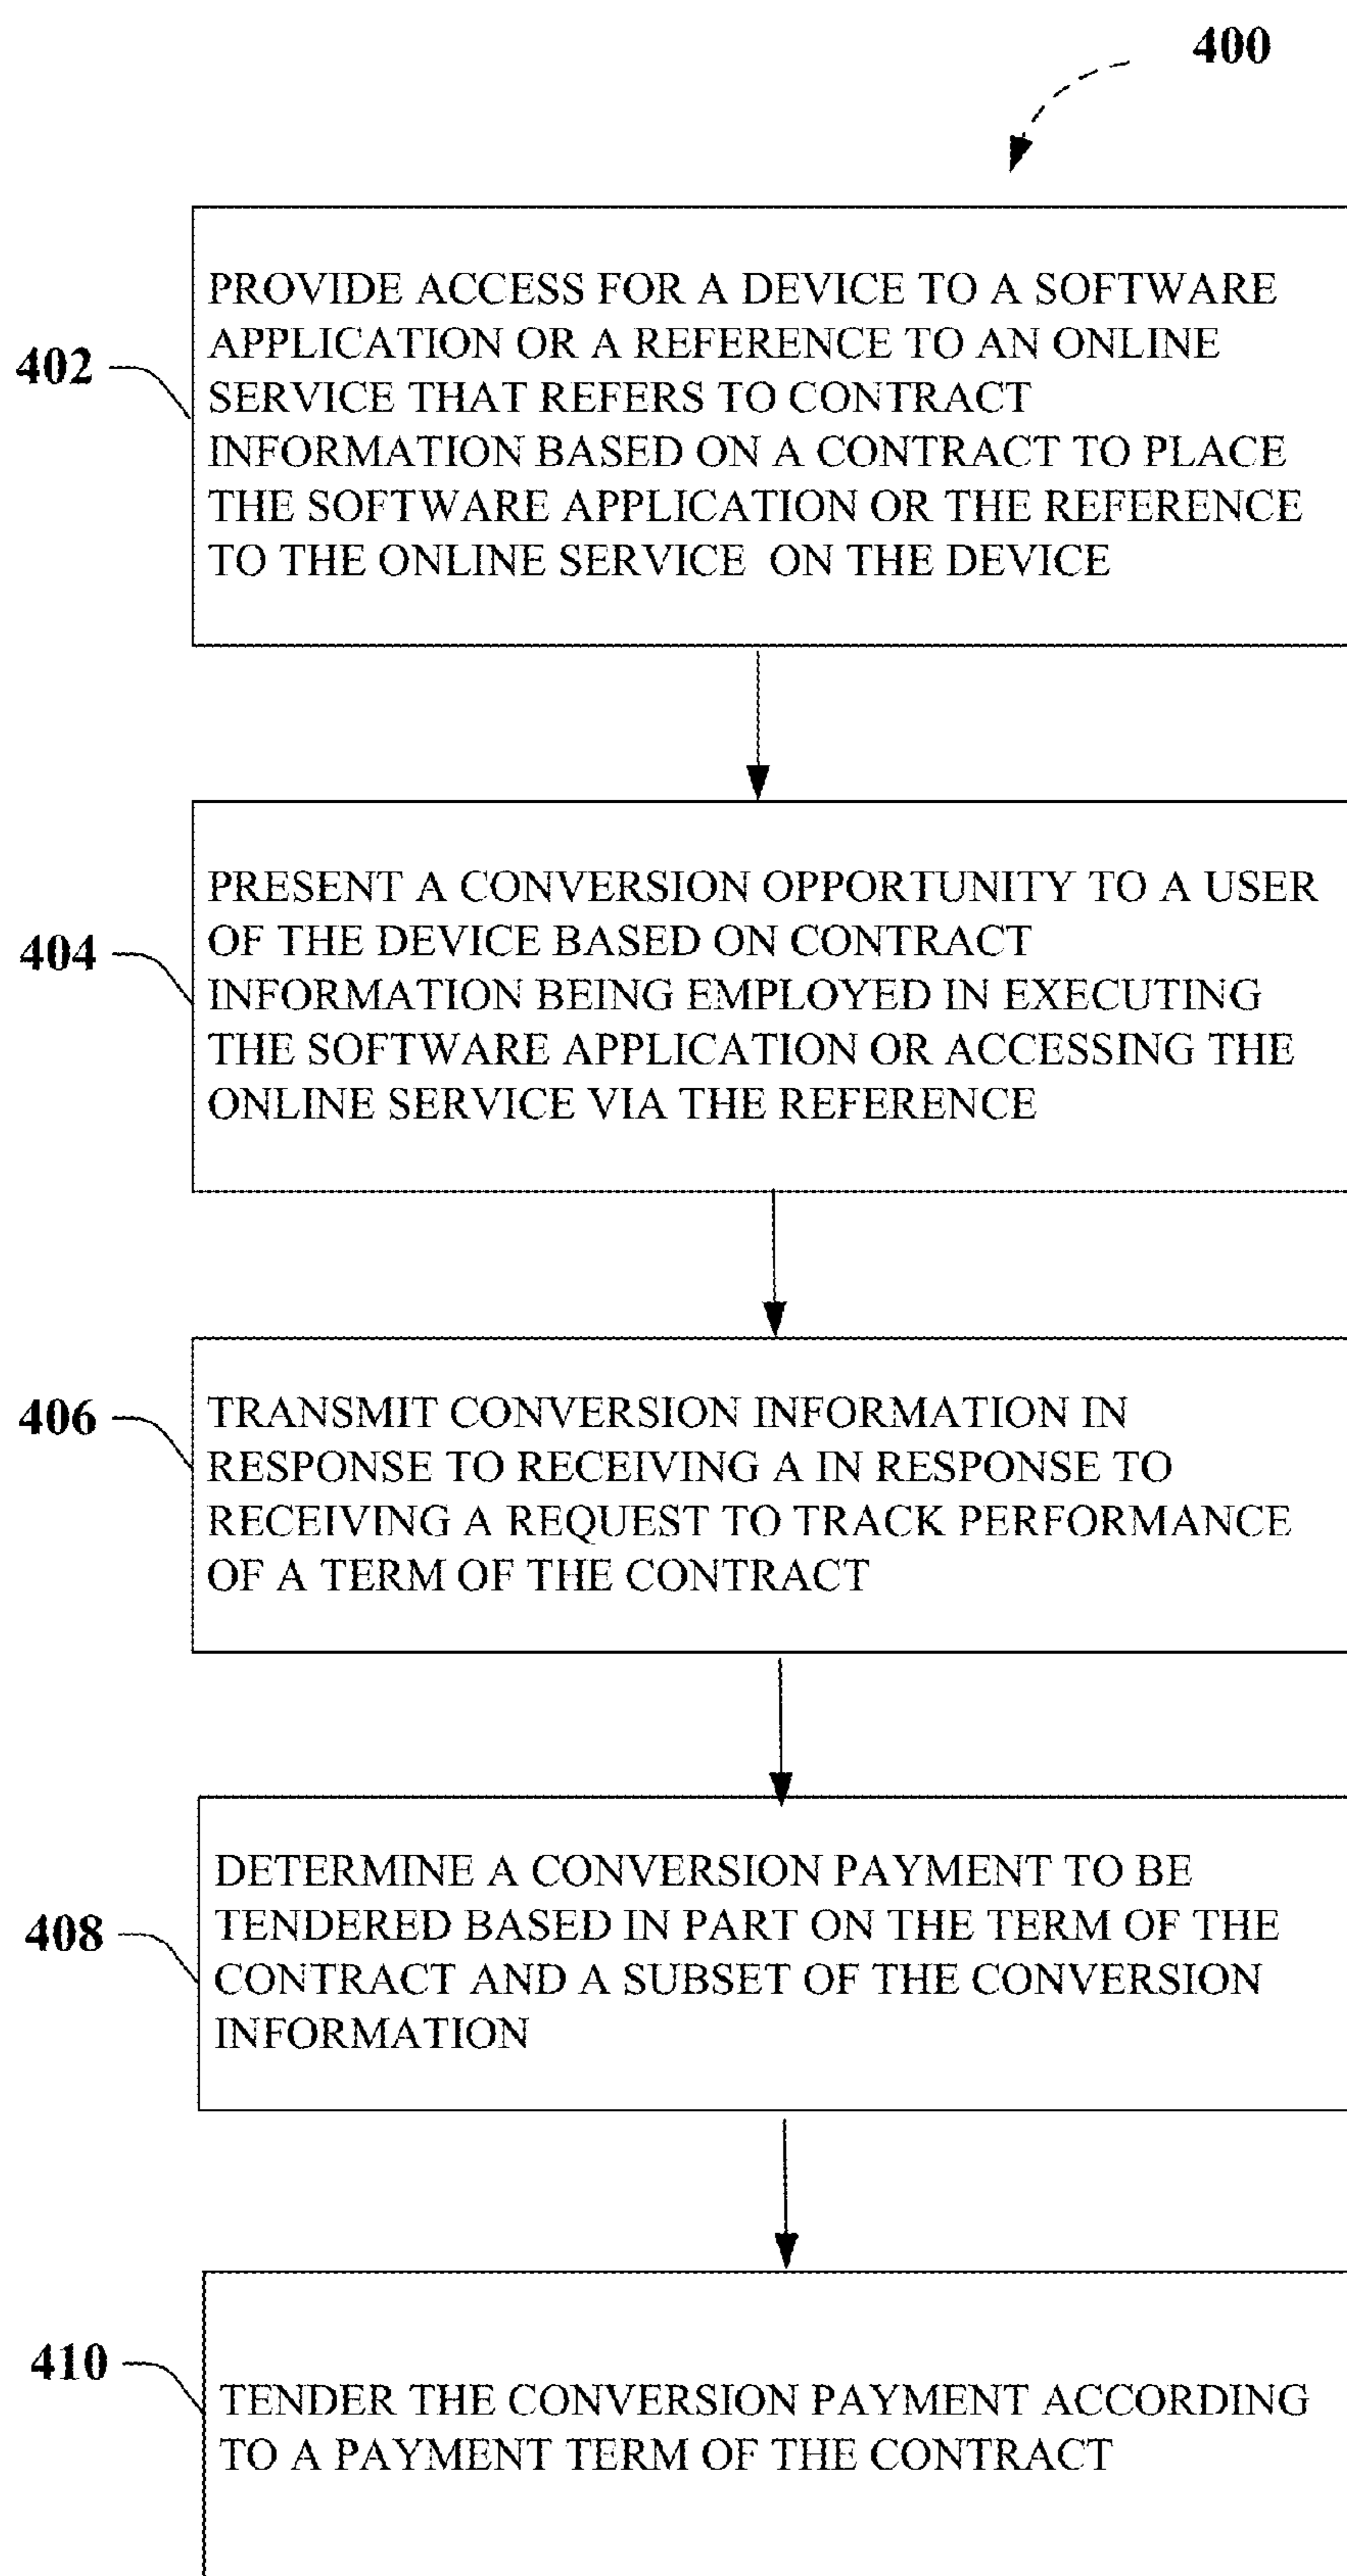 400
402
PROVIDE ACCESS FOR A DEVICE TO A SOFTWARE
APPLICATION OR A REFERENCE TO AN ONLINE
SERVICE THAT REFERS TO CONTRACT
INFORMATION BASED ON A CONTRACT TO PLACE
THE SOFTWARE APPLICATION OR THE REFERENCE
TO THE ONLINE SERVICE ON THE DEVICE
404
PRESENT A CONVERSION OPPORTUNITY TO A USER
OF THE DEVICE BASED ON CONTRACT
INFORMATION BEING EMPLOYED IN EXECUTING
THE SOFTWARE APPLICATION OR ACCESSING THE
ONLINE SERVICE VIA THE REFERENCE
406
TRANSMIT CONVERSION INFORMATION IN
RESPONSE TO RECEIVING A IN RESPONSE TO
RECEIVING A REQUEST TO TRACK PERFORMANCE
OF A TERM OF THE CONTRACT
408
DETERMINE A CONVERSION PAYMENT TO BE
TENDERED BASED IN PART ON THE TERM OF THE
CONTRACT AND A SUBSET OF THE CONVERSION
INFORMATION
410
TENDER THE CONVERSION PAYMENT ACCORDING
TO A PAYMENT TERM OF THE CONTRACT